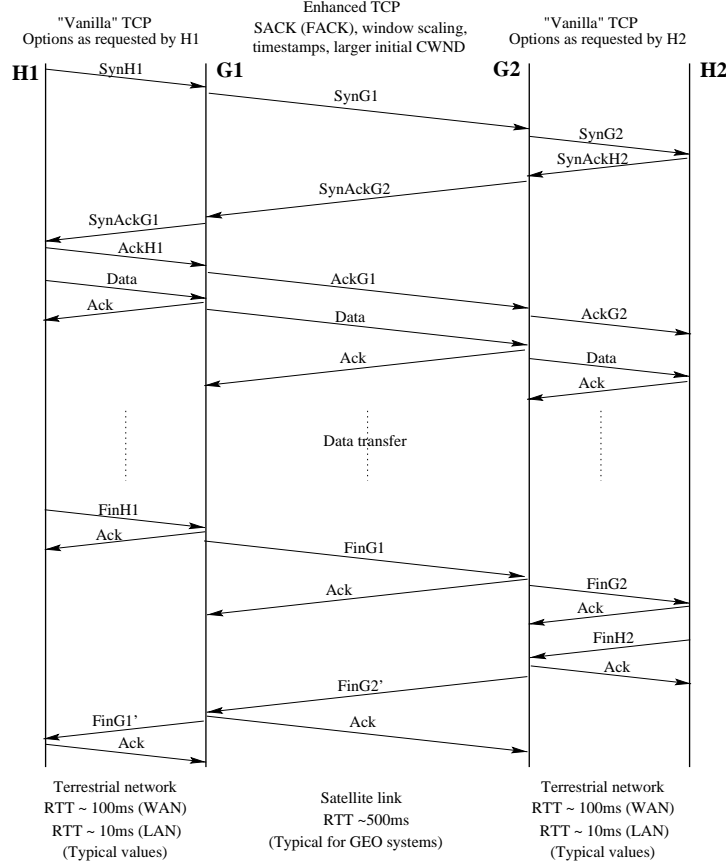 "Vanilla" TCP
Options as requested by H1
Enhanced TCP
SACK (FACK), window scaling,
timestamps, larger initial CWND
"Vanilla" TCP
Options as requested by H2
H1
G1
G2
H2
SynH1
SynG1
SynG2
SynAckH2
SynAckG2
SynAckG1
AckH1
AckG1
Data
Ack
AckG2
Data
Ack
Data
Ack
Data transfer
FinH1
Ack
FinG1
FinG2
Ack
Ack
FinH2
Ack
FinG2'
FinG1'
Ack
Ack
Terrestrial network
RTT ~ 100ms (WAN)
RTT ~ 10ms (LAN)
(Typical values)
Satellite link
RTT ~500ms
(Typical for GEO systems)
Terrestrial network
RTT ~ 100ms (WAN)
RTT ~ 10ms (LAN)
(Typical values)